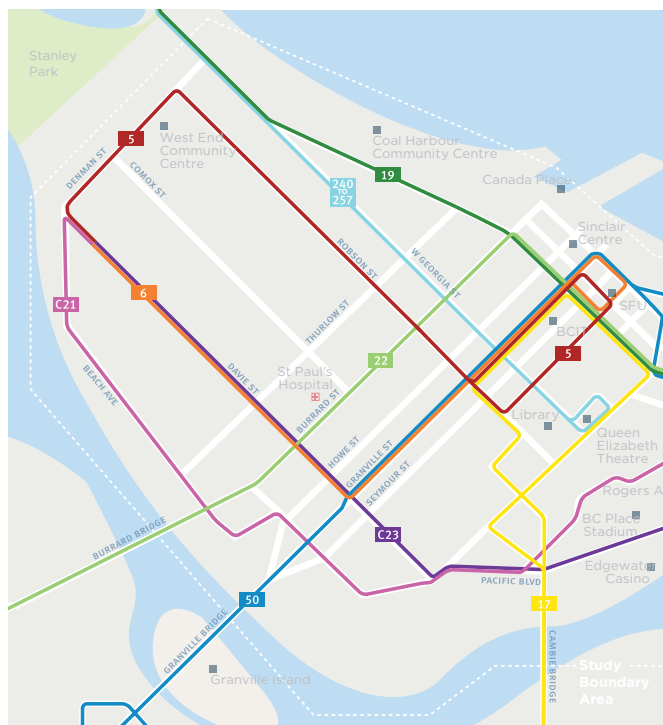 Stanley
Park
5
West End
Community
Centre
DENMAN ST
COMOX ST
Coal Harbour
Community Centre
19
240
TO
257
Canada Place
Sinclair
Centre
ROBSON ST
W GEORGIA ST
C21
6
THURLOW ST
SFU
BCIT
5
22
DAVIE ST
St Paul's
Hospital
BURRARD ST
BEACH AVE
Library
Queen
Elizabeth
Theatre
HOWE ST
GRANVILLE ST
SEYMOUR ST
Rogers A
BC Place
Stadium
C23
BURRARD BRIDGE
Edgewater
Casino
PACIFIC BLVD
50
17
GRANVILLE BRIDGE
CAMBIE BRIDGE
Granville Island
Study
Boundary
Area